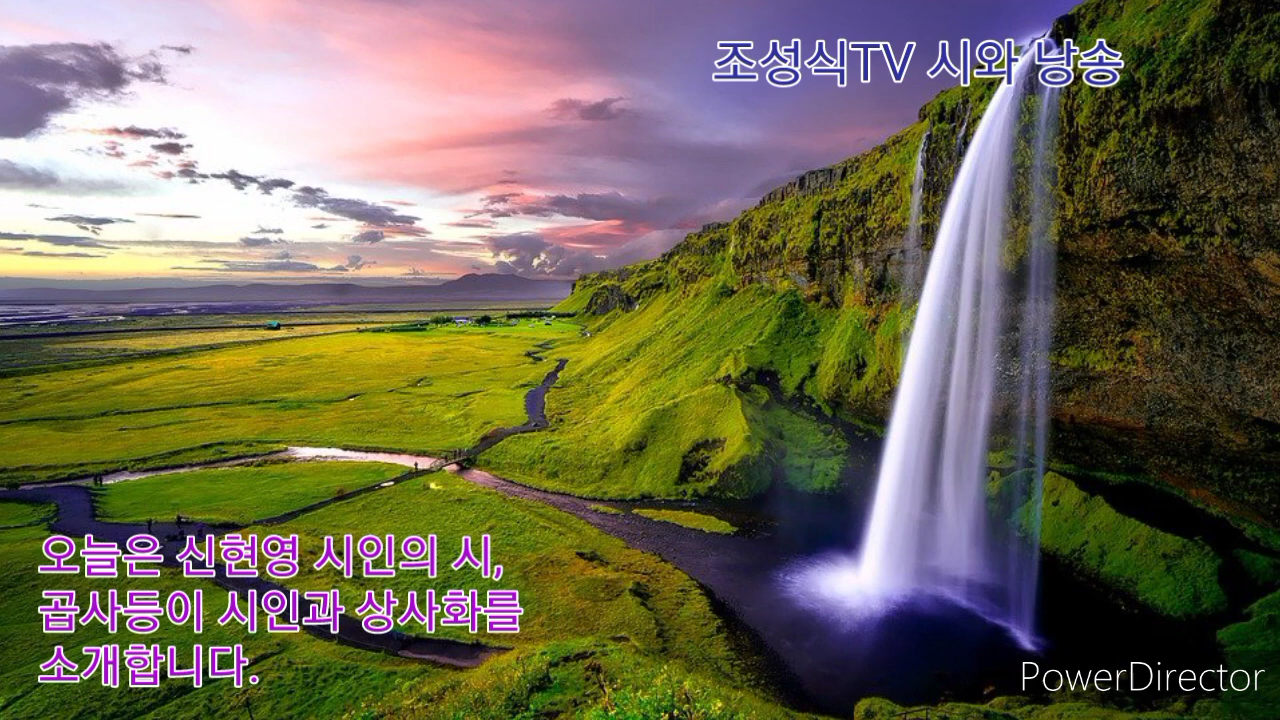 조성식TV 시와 낭송
오늘은 신현영 시인의 시,
곱사등이 시인과 상사화를
소개합니다.
PowerDirector